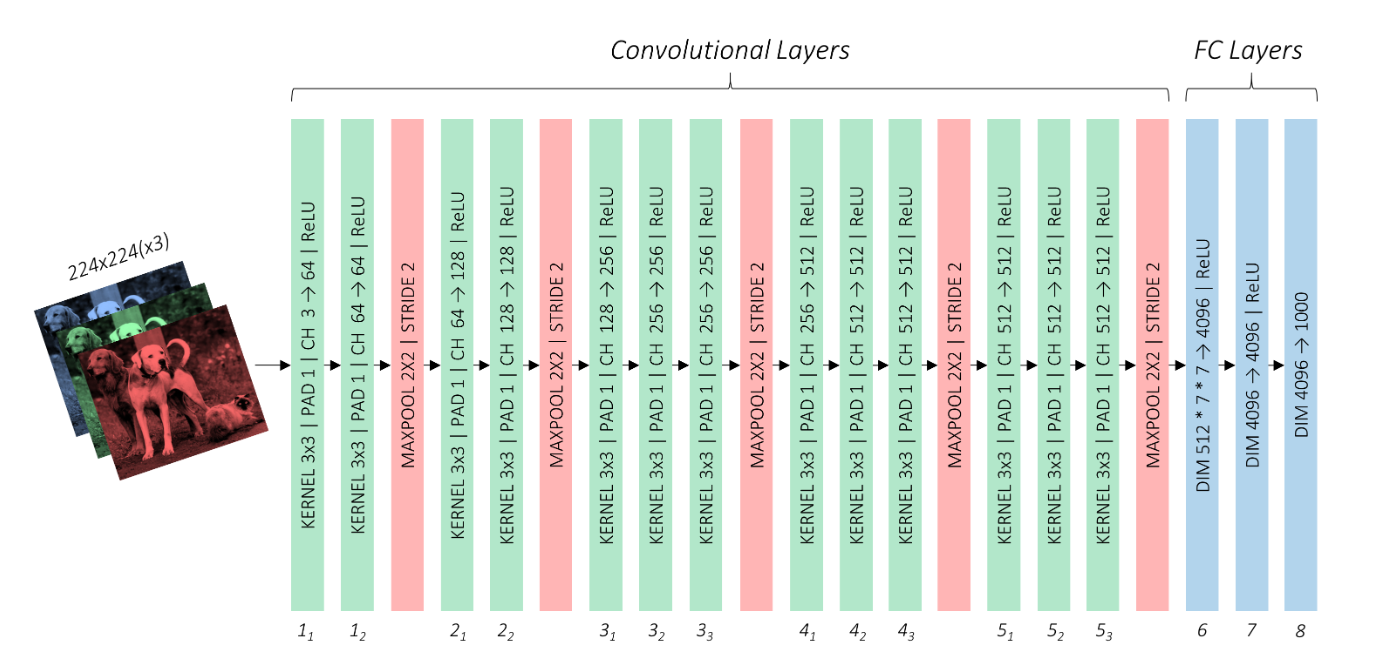 Convolutional Layers
FC Layers
224x224(x3)
KERNEL 3x3 | PAD 1 | CH 3 → 64 | ReLU
KERNEL 3x3 | PAD 1 | CH 64 → 64 | ReLU
MAXPOOL 2X2 | STRIDE 2
KERNEL 3x3 | PAD 1 | CH 64 → 128 | ReLU
KERNEL 3x3 | PAD 1 | CH 128 → 128 | ReLU
MAXPOOL 2X2 | STRIDE 2
KERNEL 3x3 | PAD 1 | CH 128 → 256 | ReLU
KERNEL 3x3 | PAD 1 | CH 256 → 256 | ReLU
KERNEL 3x3 | PAD 1 | CH 256 → 256 | ReLU
MAXPOOL 2X2 | STRIDE 2
KERNEL 3x3 | PAD 1 | CH 256 → 512 | ReLU
KERNEL 3x3 | PAD 1 | CH 512 → 512 | ReLU
KERNEL 3x3 | PAD 1 | CH 512 → 512 | ReLU
MAXPOOL 2X2 | STRIDE 2
KERNEL 3x3 | PAD 1 | CH 512 → 512 | ReLU
KERNEL 3x3 | PAD 1 | CH 512 → 512 | ReLU
KERNEL 3x3 | PAD 1 | CH 512 → 512 | ReLU
MAXPOOL 2X2 | STRIDE 2
DIM 512 * 7 * 7 → 4096 | ReLU
DIM 4096 → 4096 | ReLU
DIM 4096 → 1000
1₁ 1₂ 2₁ 2₂ 3₁ 3₂ 3₃ 4₁ 4₂ 4₃ 5₁ 5₂ 5₃ 6 7 8